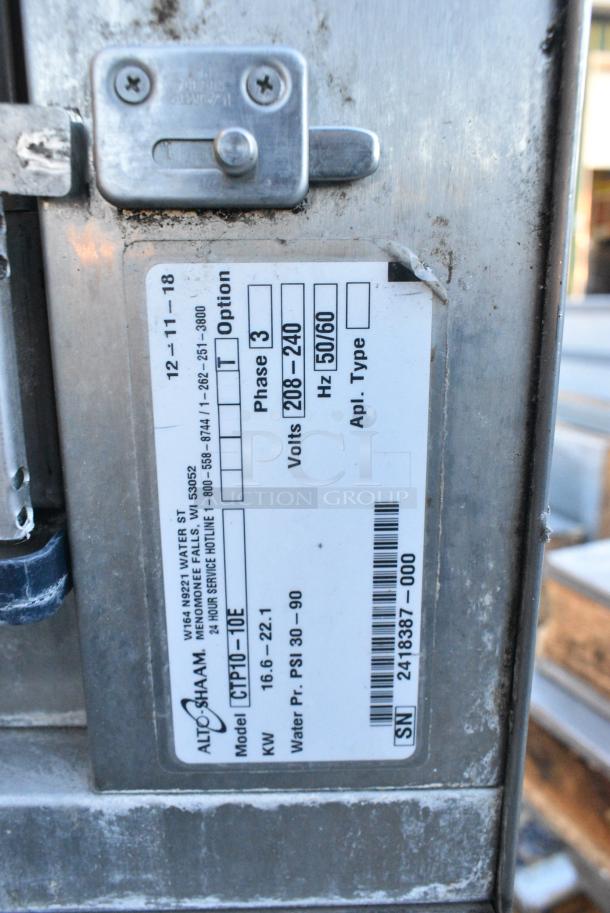 ALTO-SHAAM.
W164 N9221 WATER ST
MENOMONEE FALLS, WI 53052
12-11-18
24 HOUR SERVICE HOTLINE 1-800-558-8744 / 1-262-251-3800
Model CTP10-10E T Option
KW 16.6-22.1 Phase 3
Water Pr. PSI 30-90 Volts 208-240
Hz 50/60
Apl. Type
SN 2418387-000
PCI
AUCTION GROUP